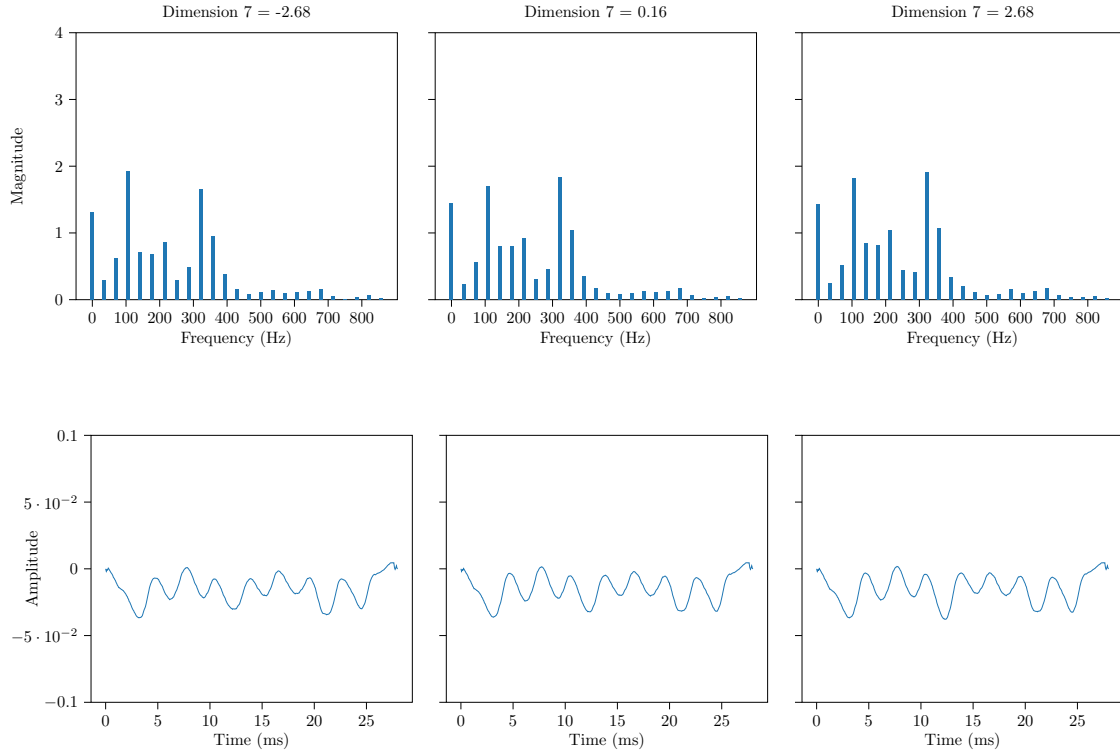 Dimension 7 = -2.68
Dimension 7 = 0.16
Dimension 7 = 2.68
4
3
2
1
0
Magnitude
0 100 200 300 400 500 600 700 800
Frequency (Hz)
0 100 200 300 400 500 600 700 800
Frequency (Hz)
0 100 200 300 400 500 600 700 800
Frequency (Hz)
0.1
5 · 10⁻²
0
−5 · 10⁻²
−0.1
Amplitude
0 5 10 15 20 25
Time (ms)
0 5 10 15 20 25
Time (ms)
0 5 10 15 20 25
Time (ms)